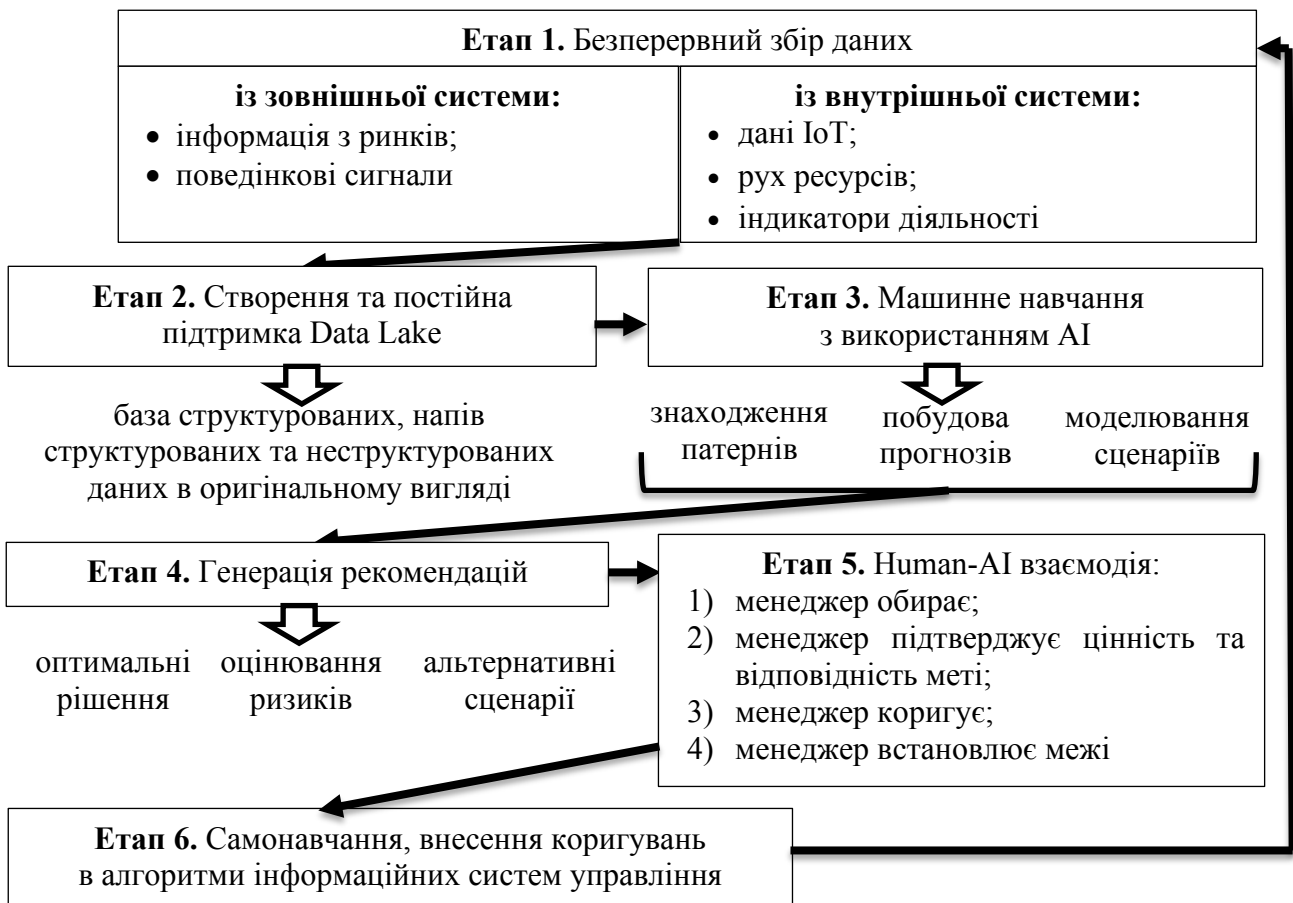 Етап 1. Безперервний збір даних
із зовнішньої системи:
• інформація з ринків;
• поведінкові сигнали
із внутрішньої системи:
• дані IoT;
• рух ресурсів;
• індикатори діяльності
Етап 2. Створення та постійна
підтримка Data Lake
Етап 3. Машинне навчання
з використанням AI
база структурованих, напів
структурованих та неструктурованих
даних в оригінальному вигляді
знаходження
патернів
побудова
прогнозів
моделювання
сценаріїв
Етап 4. Генерація рекомендацій
оптимальні
рішення
оцінювання
ризиків
альтернативні
сценарії
Етап 5. Human-AI взаємодія:
1) менеджер обирає;
2) менеджер підтверджує цінність та
відповідність меті;
3) менеджер коригує;
4) менеджер встановлює межі
Етап 6. Самонавчання, внесення коригувань
в алгоритми інформаційних систем управління